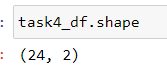 : task4_df.shape
: (24, 2)